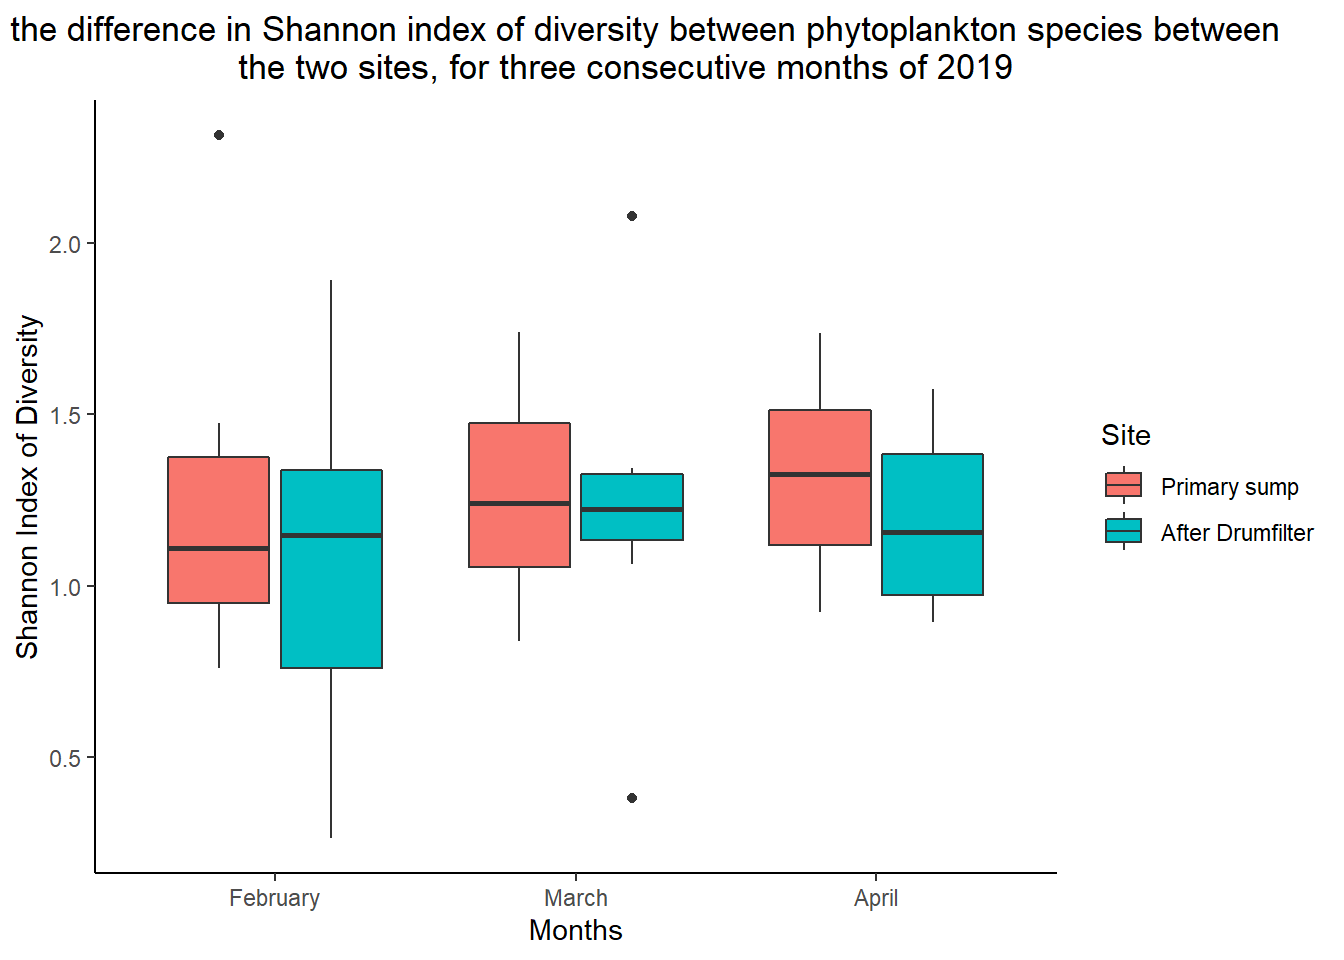 the difference in Shannon index of diversity between phytoplankton species between
the two sites, for three consecutive months of 2019
Shannon Index of Diversity
2.0
1.5
1.0
0.5
February
March
April
Months
Site
Primary sump
After Drumfilter